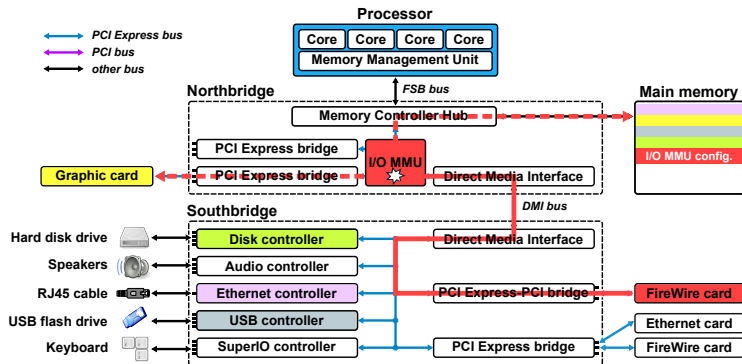 Processor
PCI Express bus
PCI bus
other bus
Core Core Core Core
Memory Management Unit
FSB bus
Northbridge
Main memory
Memory Controller Hub
PCI Express bridge
I/O MMU
I/O MMU config.
Graphic card
PCI Express bridge
Direct Media Interface
DMI bus
Southbridge
Hard disk drive
Disk controller
Direct Media Interface
Speakers
Audio controller
RJ45 cable
Ethernet controller
PCI Express-PCI bridge
FireWire card
USB flash drive
USB controller
Ethernet card
Keyboard
SuperIO controller
PCI Express bridge
FireWire card